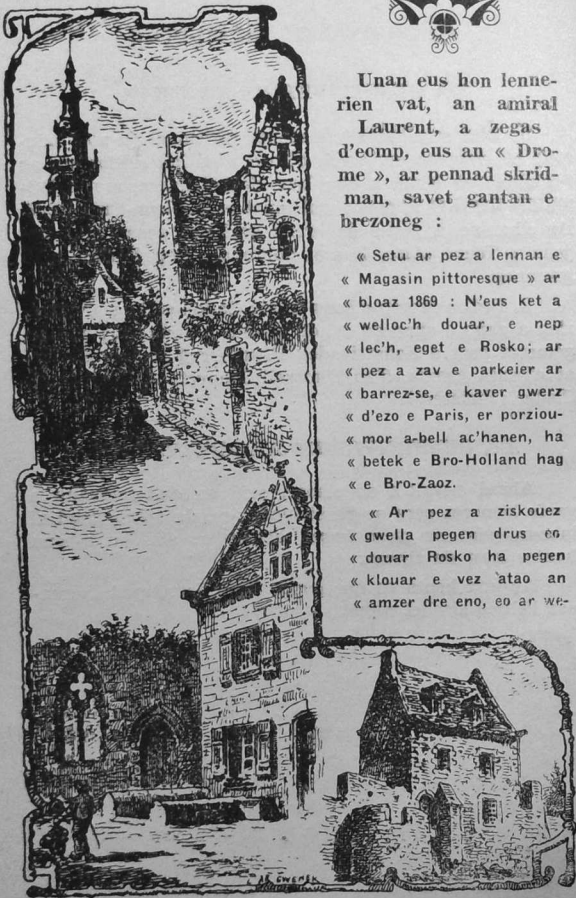 Unan eus hon lenne-
rien vat, an amiral
Laurent, a zegas
d'eomp, eus an « Dro-
me », ar pennad skrid-
man, savet gantan e
brezoneg :
« Setu ar pez a lennan e
« Magasin pittoresque » ar
« bloaz 1869 : N'eus ket a
« welloc'h douar, e nep
« lec'h, eget e Rosko; ar
« pez a zav e parkeier ar
« barrez-se, e kaver gwerz
« d'ezo e Paris, er porziou-
« mor a-bell ac'hanen, ha
« betek e Bro-Holland hag
« e Bro-Zaoz.
« Ar pez a ziskouez
« gwella pegen drus eo
« douar Rosko ha pegen
« klouar e vez atao an
« amzer dre eno, eo ar we-